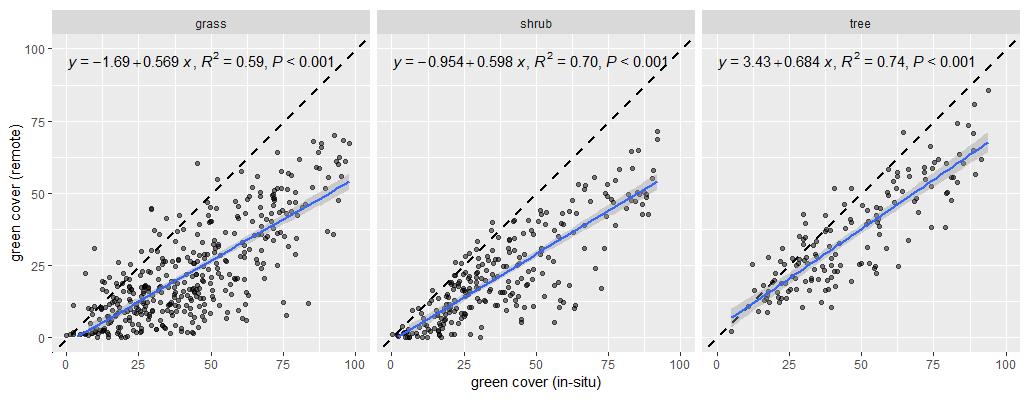 grass shrub tree
y = −1.69 + 0.569 x, R² = 0.59, P < 0.001 y = −0.954 + 0.598 x, R² = 0.70, P < 0.001 y = 3.43 + 0.684 x, R² = 0.74, P < 0.001
100
75
50
25
0
green cover (remote)
0 25 50 75 100 0 25 50 75 100 0 25 50 75 100
green cover (in-situ)